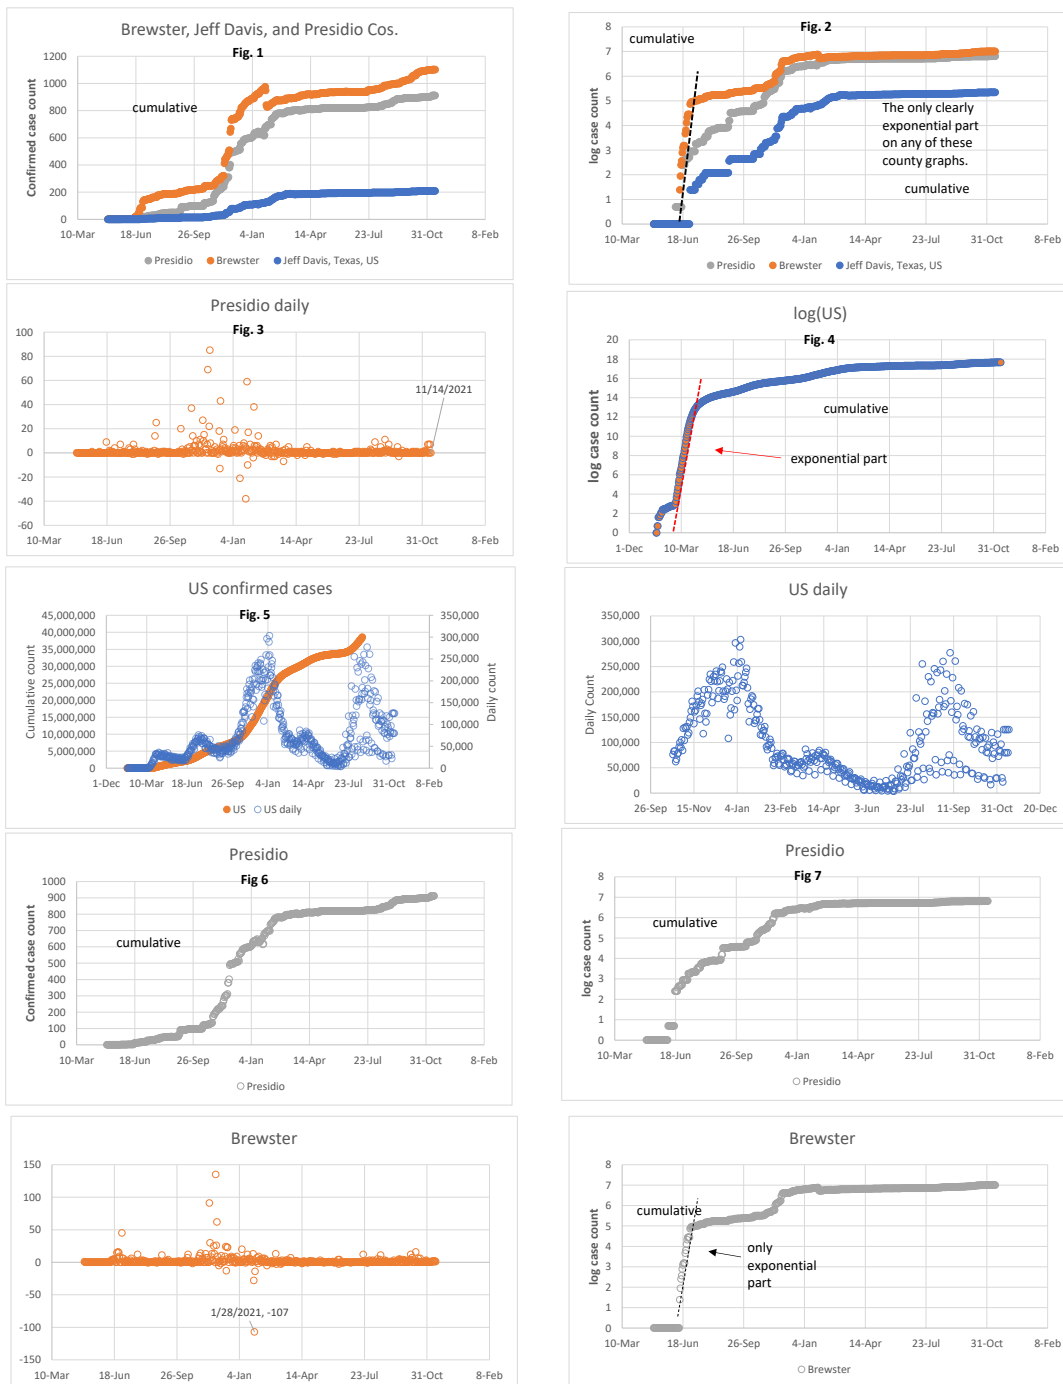 Brewster, Jeff Davis, and Presidio Cos.
Fig. 1
1200
1000
800
600
400
200
0
Confirmed case count
cumulative
10-Mar 18-Jun 26-Sep 4-Jan 14-Apr 23-Jul 31-Oct 8-Feb
Presidio Brewster Jeff Davis, Texas, US
Fig. 2
cumulative
8
7
6
5
4
3
2
1
0
log case count
The only clearly
exponential part
on any of these
county graphs.
cumulative
10-Mar 18-Jun 26-Sep 4-Jan 14-Apr 23-Jul 31-Oct 8-Feb
Presidio Brewster Jeff Davis, Texas, US
Presidio daily
Fig. 3
100
80
60
40
20
0
-20
-40
-60
11/14/2021
10-Mar 18-Jun 26-Sep 4-Jan 14-Apr 23-Jul 31-Oct 8-Feb
log(US)
Fig. 4
20
18
16
14
12
10
8
6
4
2
0
log case count
cumulative
exponential part
1-Dec 10-Mar 18-Jun 26-Sep 4-Jan 14-Apr 23-Jul 31-Oct 8-Feb
US confirmed cases
Fig. 5
45,000,000
40,000,000
35,000,000
30,000,000
25,000,000
20,000,000
15,000,000
10,000,000
5,000,000
0
Cumulative count
350,000
300,000
250,000
200,000
150,000
100,000
50,000
0
Daily count
1-Dec 10-Mar 18-Jun 26-Sep 4-Jan 14-Apr 23-Jul 31-Oct 8-Feb
US US daily
US daily
350,000
300,000
250,000
200,000
150,000
100,000
50,000
0
Daily Count
26-Sep 15-Nov 4-Jan 23-Feb 14-Apr 3-Jun 23-Jul 11-Sep 31-Oct 20-Dec
Presidio
Fig 6
1000
900
800
700
600
500
400
300
200
100
0
Confirmed case count
cumulative
10-Mar 18-Jun 26-Sep 4-Jan 14-Apr 23-Jul 31-Oct 8-Feb
Presidio
Presidio
Fig 7
8
7
6
5
4
3
2
1
0
log case count
cumulative
10-Mar 18-Jun 26-Sep 4-Jan 14-Apr 23-Jul 31-Oct 8-Feb
Presidio
Brewster
150
100
50
0
-50
-100
-150
1/28/2021, -107
10-Mar 18-Jun 26-Sep 4-Jan 14-Apr 23-Jul 31-Oct 8-Feb
Brewster
8
7
6
5
4
3
2
1
0
log case count
cumulative
only
exponential
part
10-Mar 18-Jun 26-Sep 4-Jan 14-Apr 23-Jul 31-Oct 8-Feb
Brewster